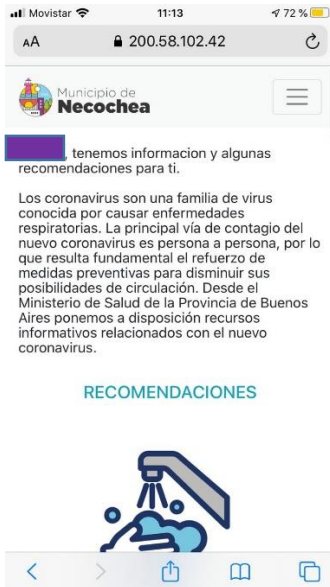 Movistar 11:13 72 %
AA 200.58.102.42
Municipio de
Necochea
, tenemos informacion y algunas
recomendaciones para ti.
Los coronavirus son una familia de virus
conocida por causar enfermedades
respiratorias. La principal vía de contagio del
nuevo coronavirus es persona a persona, por lo
que resulta fundamental el refuerzo de
medidas preventivas para disminuir sus
posibilidades de circulación. Desde el
Ministerio de Salud de la Provincia de Buenos
Aires ponemos a disposición recursos
informativos relacionados con el nuevo
coronavirus.
RECOMENDACIONES